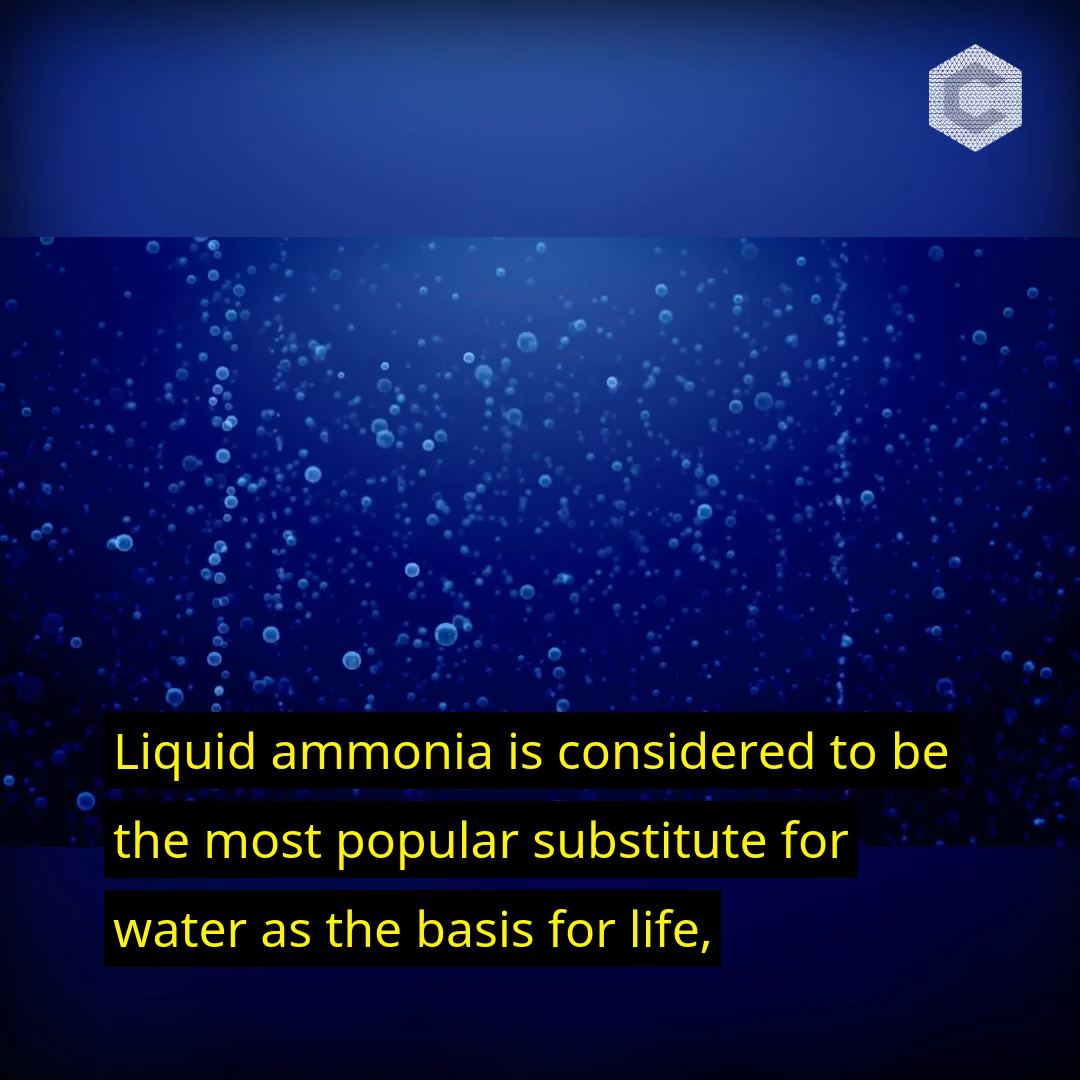 Liquid ammonia is considered to be
the most popular substitute for
water as the basis for life,